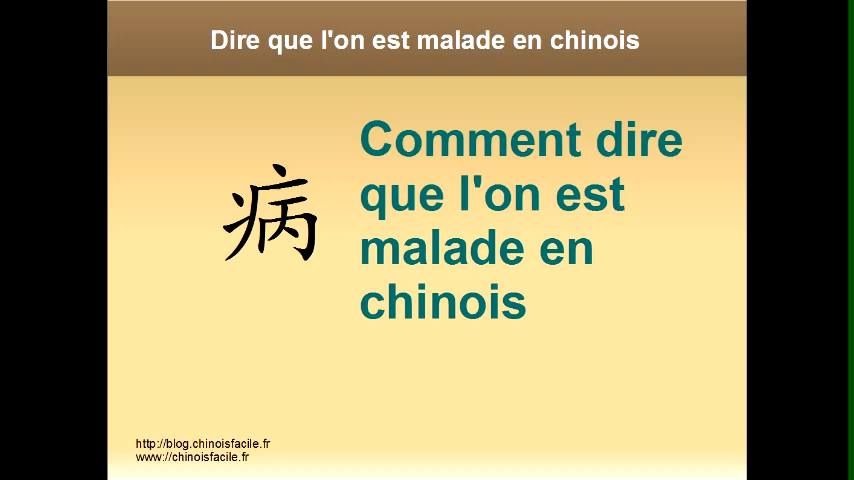 Dire que l'on est malade en chinois
病
Comment dire
que l'on est
malade en
chinois
http://blog.chinoisfacile.fr
www://chinoisfacile.fr